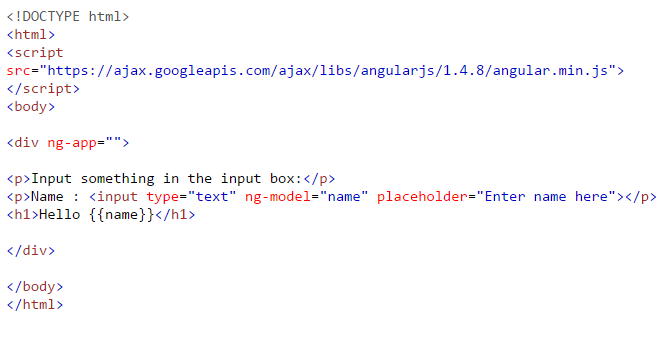 <!DOCTYPE html>
<html>
<script
src="https://ajax.googleapis.com/ajax/libs/angularjs/1.4.8/angular.min.js">
</script>
<body>

<div ng-app="">

<p>Input something in the input box:</p>
<p>Name : <input type="text" ng-model="name" placeholder="Enter name here"></p>
<h1>Hello {{name}}</h1>

</div>

</body>
</html>